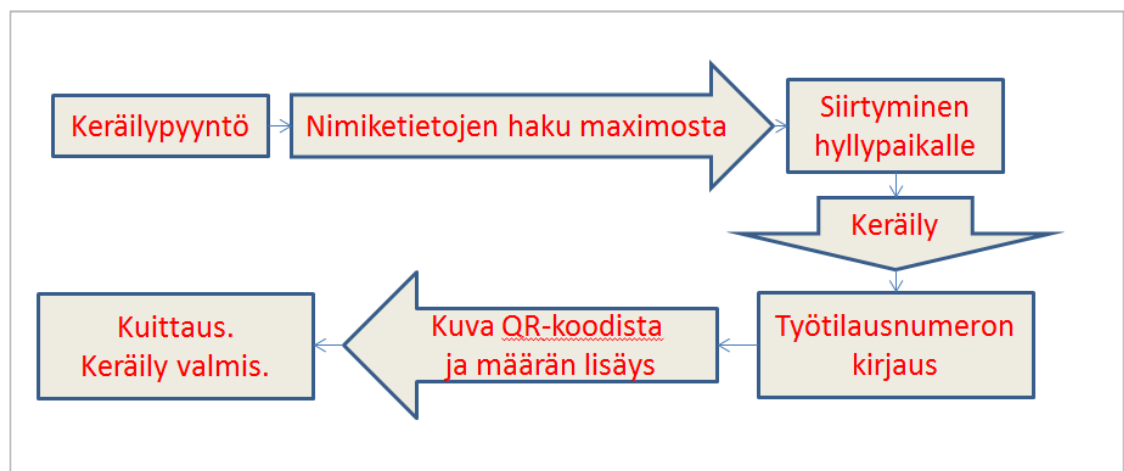 Keräilypyyntö
Nimiketietojen haku maximosta
Siirtyminen
hyllypaikalle
Keräily
Työtilausnumeron
kirjaus
Kuva QR-koodista
ja määrän lisäys
Kuittaus.
Keräily valmis.